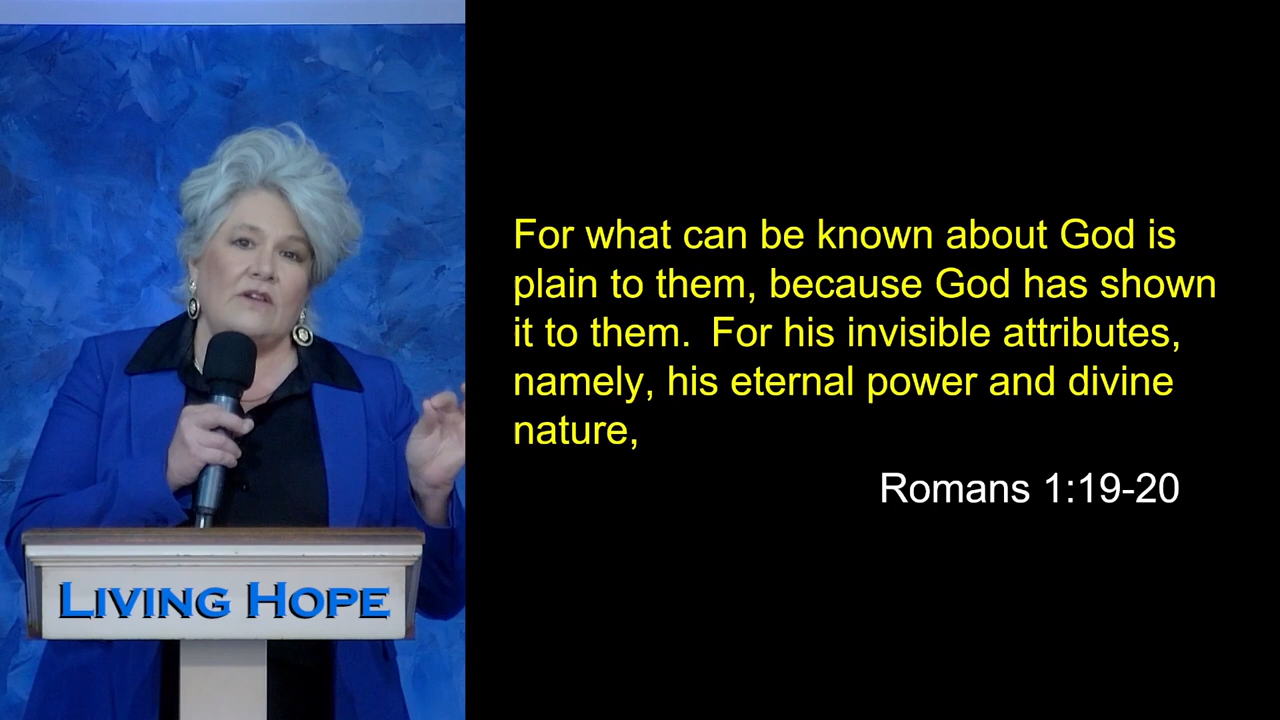 For what can be known about God is
plain to them, because God has shown
it to them.  For his invisible attributes,
namely, his eternal power and divine
nature,
Romans 1:19-20
LIVING HOPE